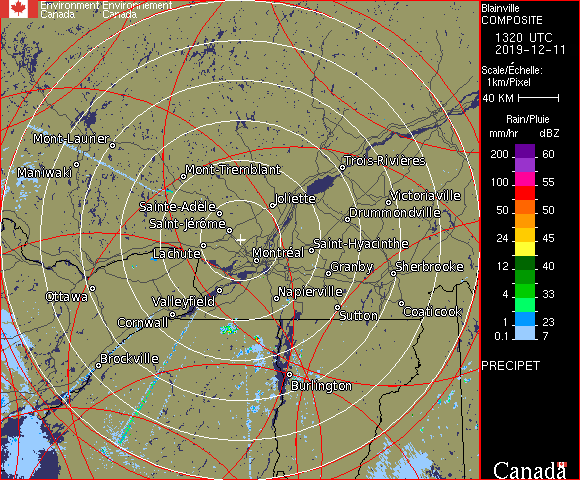 Environment Environnement
Canada Canada
Blainville
COMPOSITE
1320 UTC
2019-12-11
Scale/Échelle:
1km/Pixel
40 KM
Rain/Pluie
mm/hr dBZ
200 60
100 55
50 50
24 45
12 40
4 33
1 23
0.1 7
PRECIPET
Mont-Laurier
Maniwaki
Mont-Tremblant
Trois-Rivières
Sainte-Adèle
Joliette
Victoriaville
Saint-Jérôme
Drummondville
Lachute
Montréal
Saint-Hyacinthe
Granby
Sherbrooke
Ottawa
Valleyfield
Napierville
Cornwall
Sutton
Coaticook
Brockville
Burlington
Canada